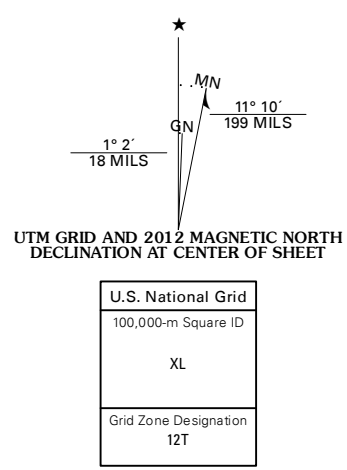 ★
MN
GN
11° 10´
199 MILS
1° 2´
18 MILS
UTM GRID AND 2012 MAGNETIC NORTH
DECLINATION AT CENTER OF SHEET
U.S. National Grid
100,000-m Square ID
XL
Grid Zone Designation
12T